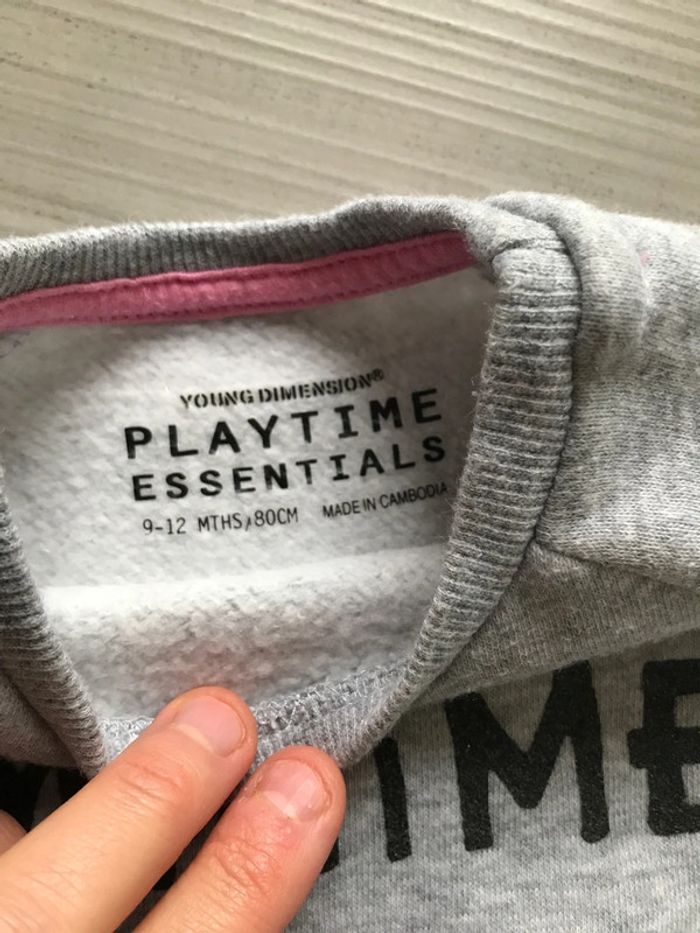 YOUNG DIMENSION®
PLAYTIME
ESSENTIALS
9-12 MTHS/80CM MADE IN CAMBODIA
IME